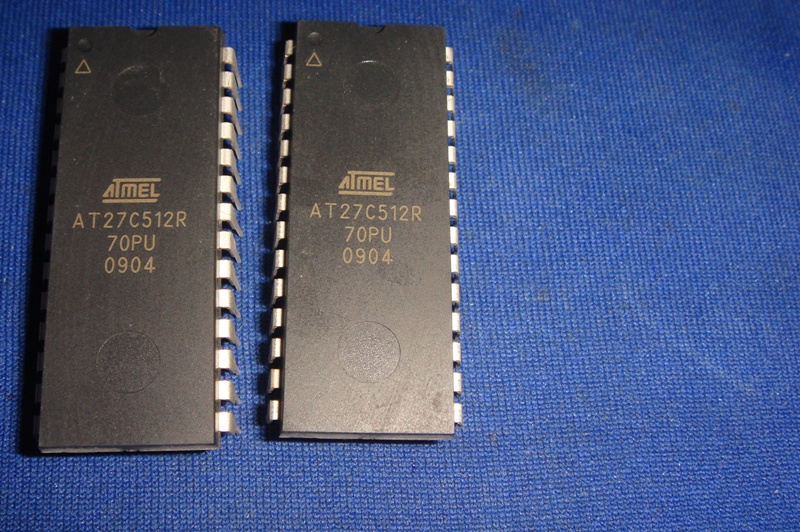 ATMEL
AT27C512R
70PU
0904
ATMEL
AT27C512R
70PU
0904